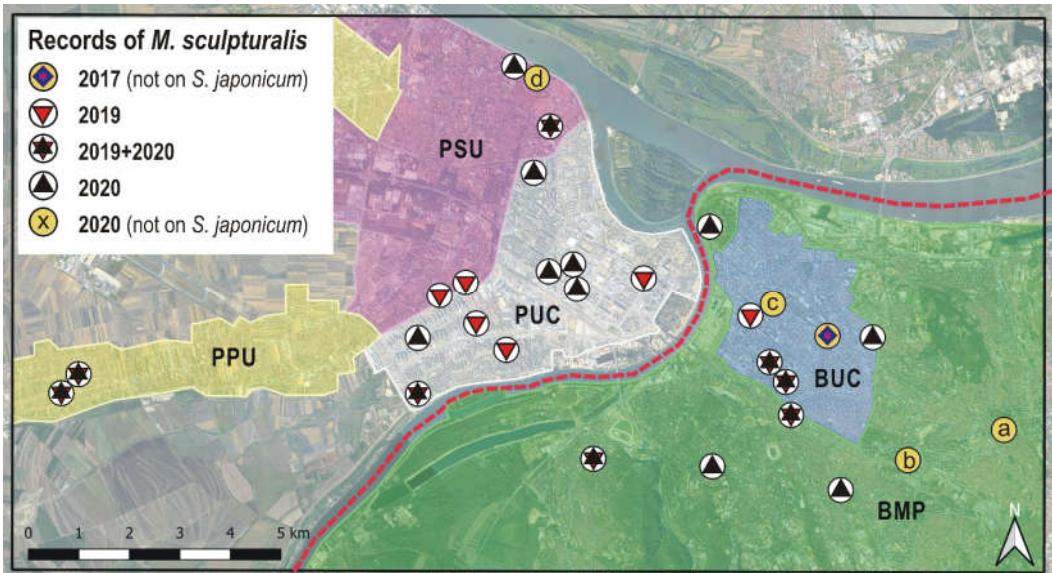 Records of M. sculpturalis
2017 (not on S. japonicum)
2019
2019+2020
2020
x 2020 (not on S. japonicum)
d
PSU
PUC
PPU
c
BUC
a
b
BMP
0 1 2 3 4 5 km
N